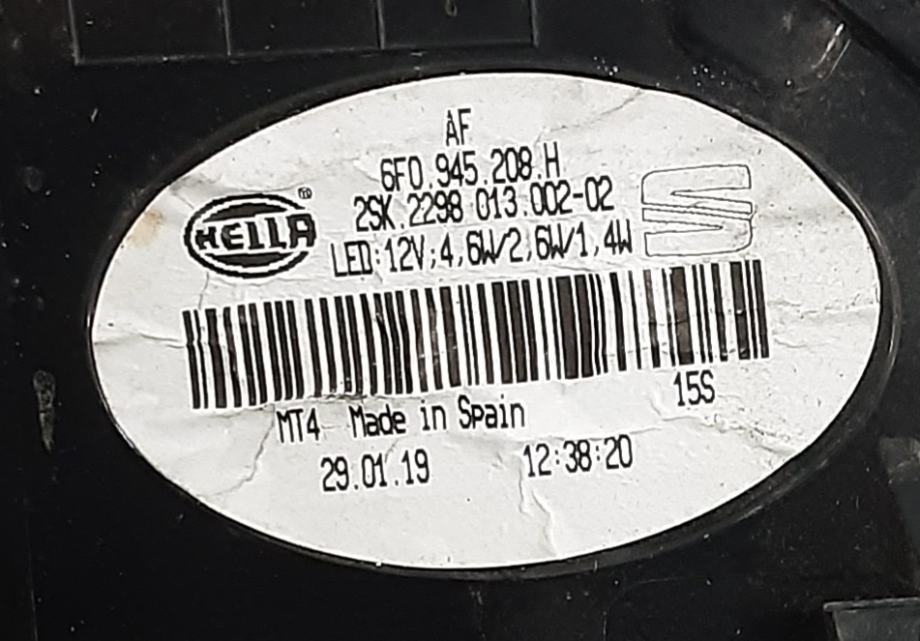 AF
6F0.945.208.H
2SK.2298 013.002-02
HELLA®
LED:12V;4,6W/2,6W/1,4W
15S
MT4 Made in Spain
29.01.19 12:38:20